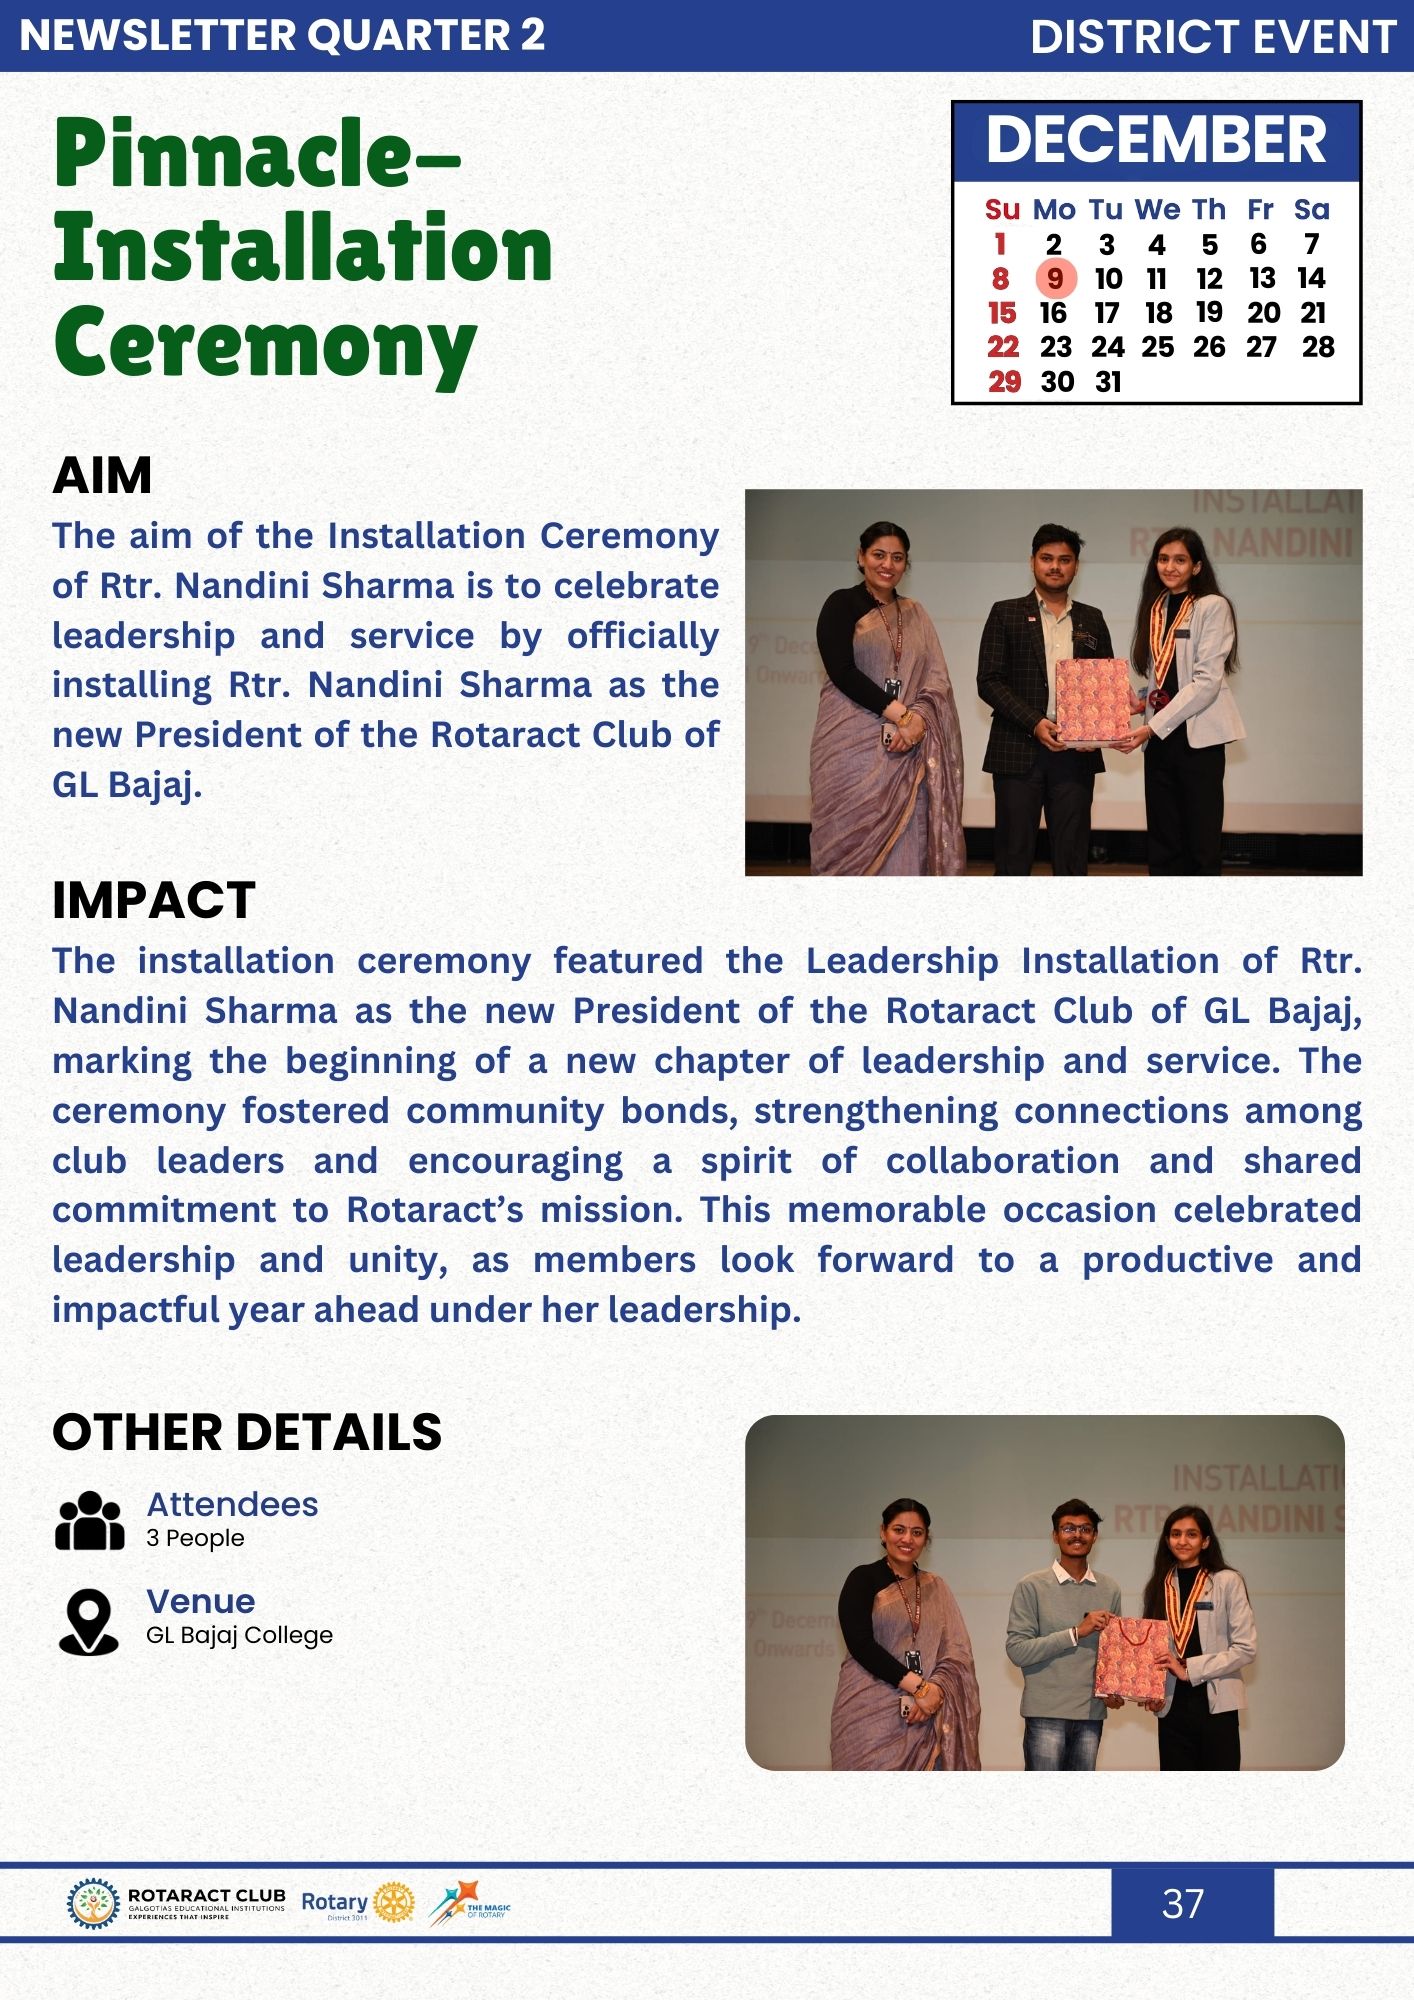 NEWSLETTER QUARTER 2
DISTRICT EVENT
Pinnacle-
Installation
Ceremony
DECEMBER
Su Mo Tu We Th Fr Sa
1 2 3 4 5 6 7
8 9 10 11 12 13 14
15 16 17 18 19 20 21
22 23 24 25 26 27 28
29 30 31
AIM
The aim of the Installation Ceremony
of Rtr. Nandini Sharma is to celebrate
leadership and service by officially
installing Rtr. Nandini Sharma as the
new President of the Rotaract Club of
GL Bajaj.
INSTALLAT
RT NANDINI
9th Dece
Onward
IMPACT
The installation ceremony featured the Leadership Installation of Rtr.
Nandini Sharma as the new President of the Rotaract Club of GL Bajaj,
marking the beginning of a new chapter of leadership and service. The
ceremony fostered community bonds, strengthening connections among
club leaders and encouraging a spirit of collaboration and shared
commitment to Rotaract’s mission. This memorable occasion celebrated
leadership and unity, as members look forward to a productive and
impactful year ahead under her leadership.
OTHER DETAILS
Attendees
3 People
Venue
GL Bajaj College
INSTALLATI
RTR NANDINI S
9th Decem
Onwards
ROTARACT CLUB
GALGOTIAS EDUCATIONAL INSTITUTIONS
EXPERIENCES THAT INSPIRE
Rotary
District 3011
THE MAGIC
OF ROTARY
37